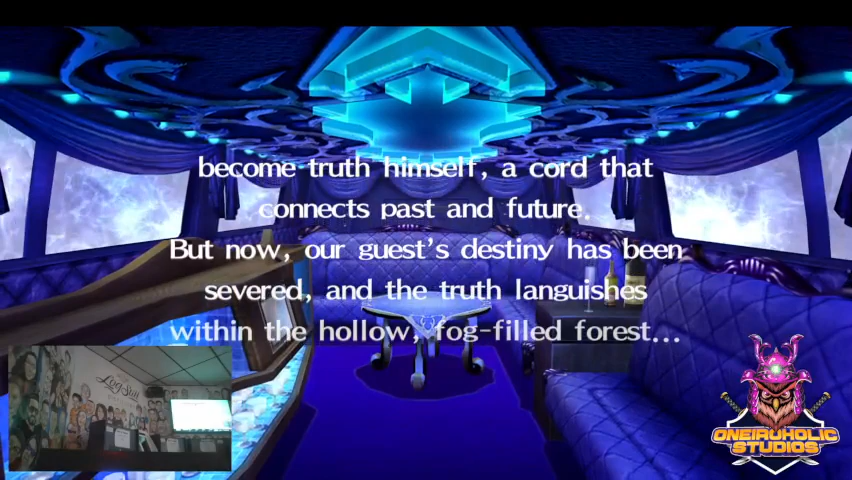 become truth himself, a cord that
connects past and future.
But now, our guest's destiny has been
severed, and the truth languishes
within the hollow, fog-filled forest...
ONEIROHOLIC
STUDIOS